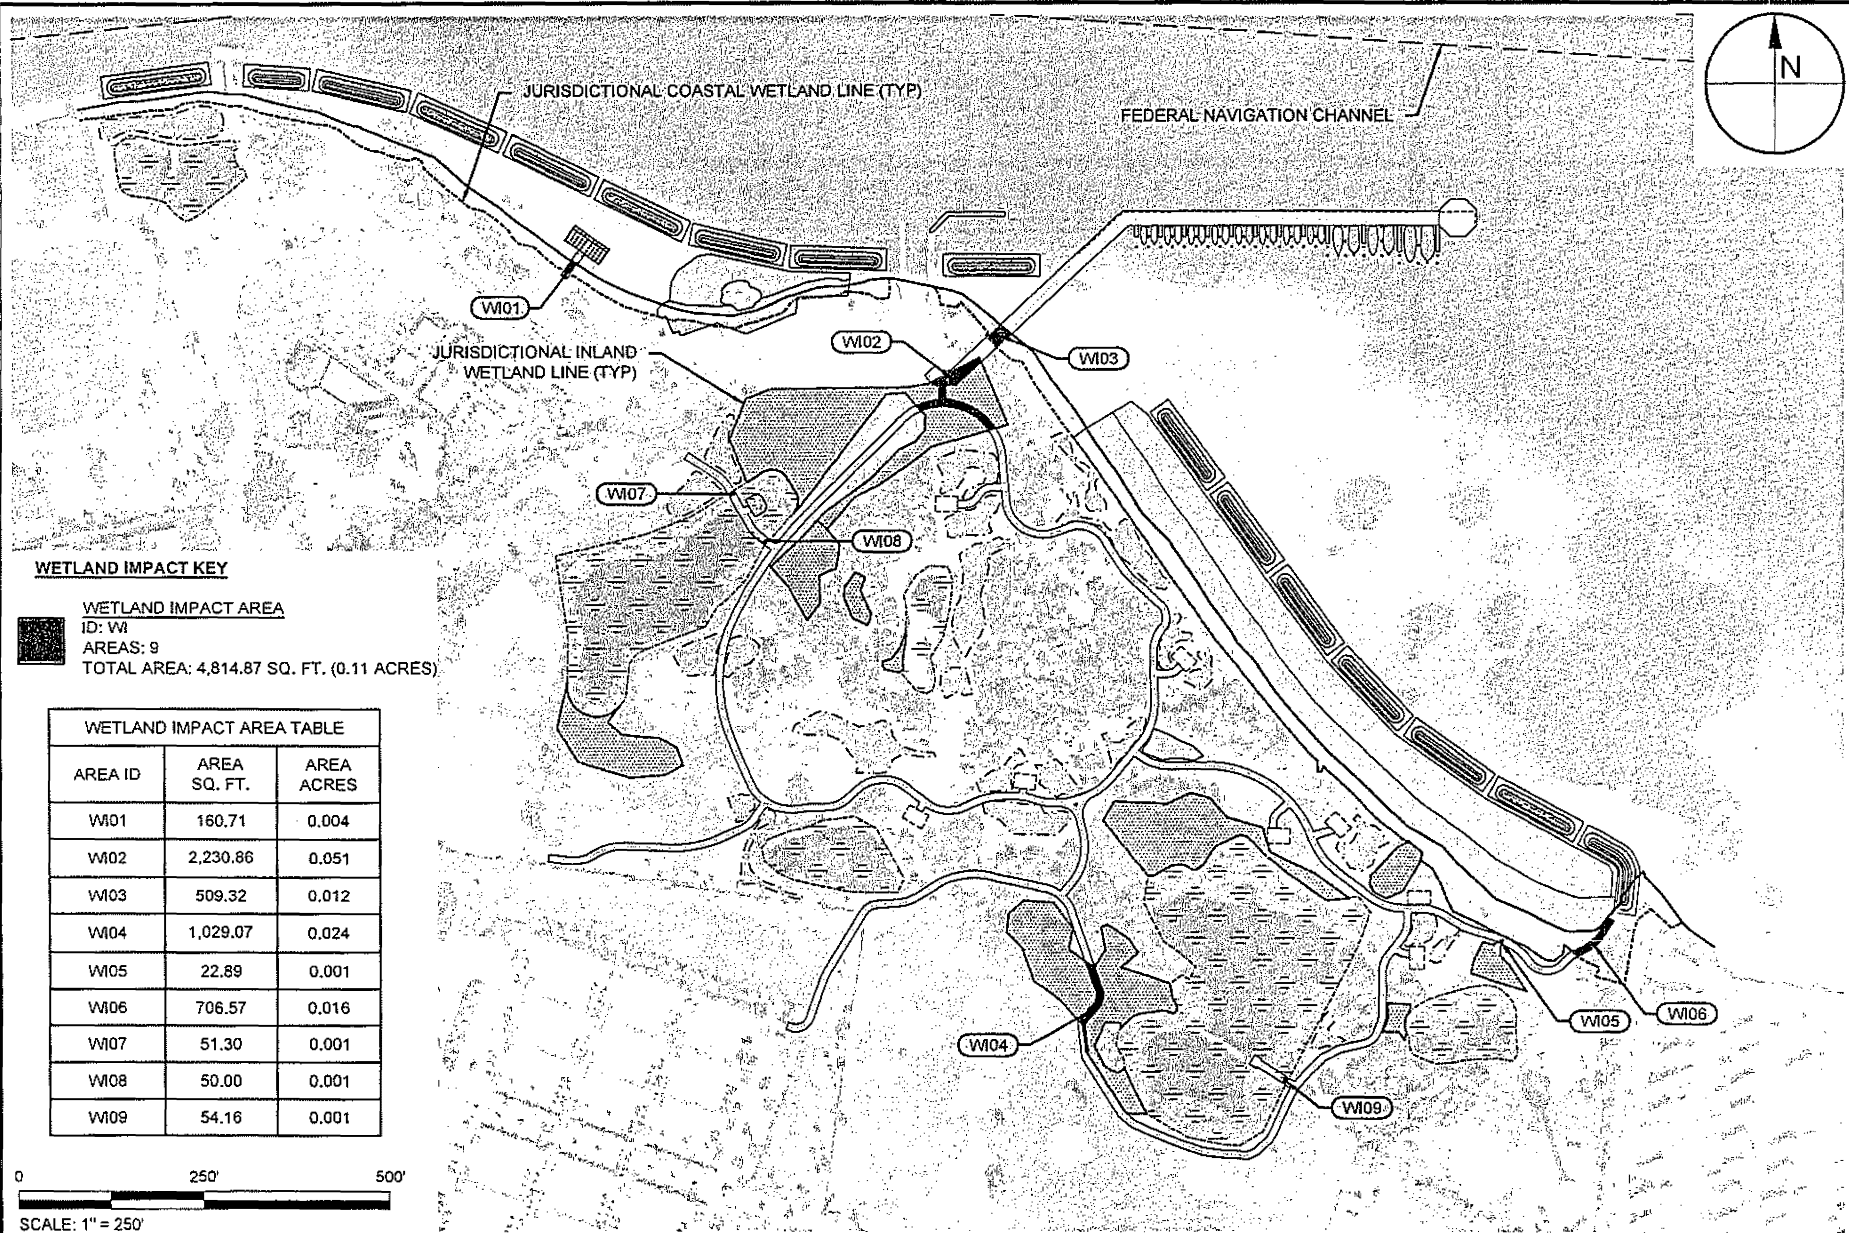 N
JURISDICTIONAL COASTAL WETLAND LINE (TYP)
FEDERAL NAVIGATION CHANNEL
WI01
WI02
WI03
JURISDICTIONAL INLAND
WETLAND LINE (TYP)
WI07
WI08
WETLAND IMPACT KEY
WETLAND IMPACT AREA
ID: WI
AREAS: 9
TOTAL AREA: 4,814.87 SQ. FT. (0.11 ACRES)
WETLAND IMPACT AREA TABLE
AREA ID AREA SQ. FT. AREA ACRES
WI01 160.71 0.004
WI02 2,230.86 0.051
WI03 509.32 0.012
WI04 1,029.07 0.024
WI05 22.89 0.001
WI06 706.57 0.016
WI07 51.30 0.001
WI08 50.00 0.001
WI09 54.16 0.001
WI04
WI05
WI06
WI09
0 250' 500'
SCALE: 1" = 250'